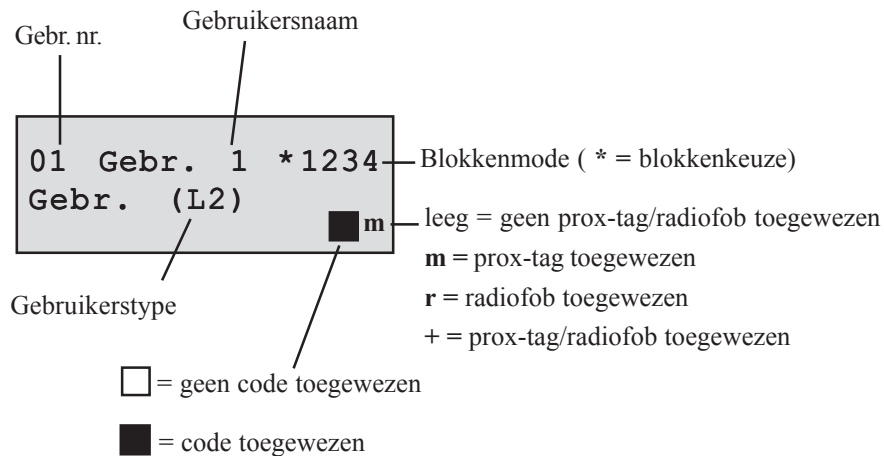 Gebruikersnaam
Gebr. nr.
01 Gebr. 1 *1234
Blokkenmode ( * = blokkenkeuze)
Gebr. (L2)
m
leeg = geen prox-tag/radiofob toegewezen
m = prox-tag toegewezen
r = radiofob toegewezen
+ = prox-tag/radiofob toegewezen
Gebruikerstype
= geen code toegewezen
= code toegewezen